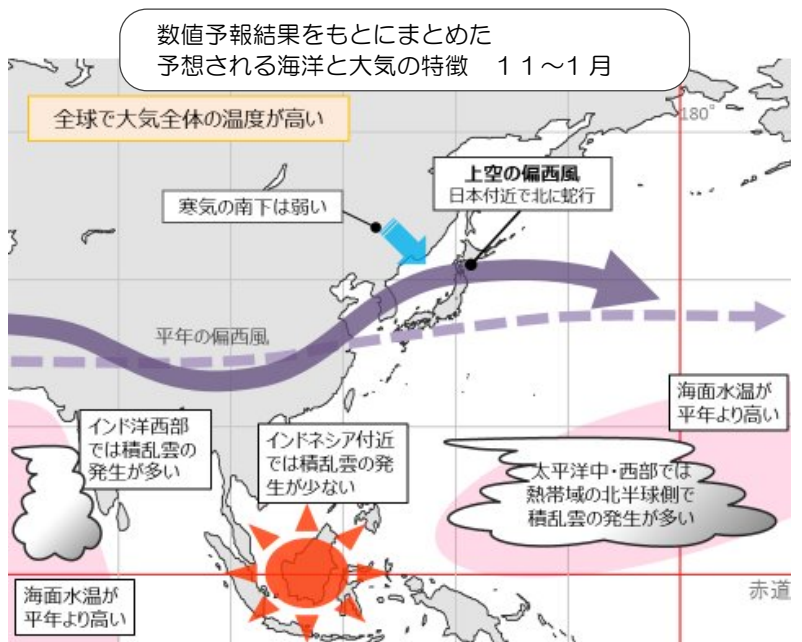 数値予報結果をもとにまとめた
予想される海洋と大気の特徴　１１～１月
全球で大気全体の温度が高い
180°
上空の偏西風
日本付近で北に蛇行
寒気の南下は弱い
平年の偏西風
海面水温が
平年より高い
インド洋西部
では積乱雲の
発生が多い
インドネシア付近
では積乱雲の発
生が少ない
太平洋中・西部では
熱帯域の北半球側で
積乱雲の発生が多い
海面水温が
平年より高い
赤道